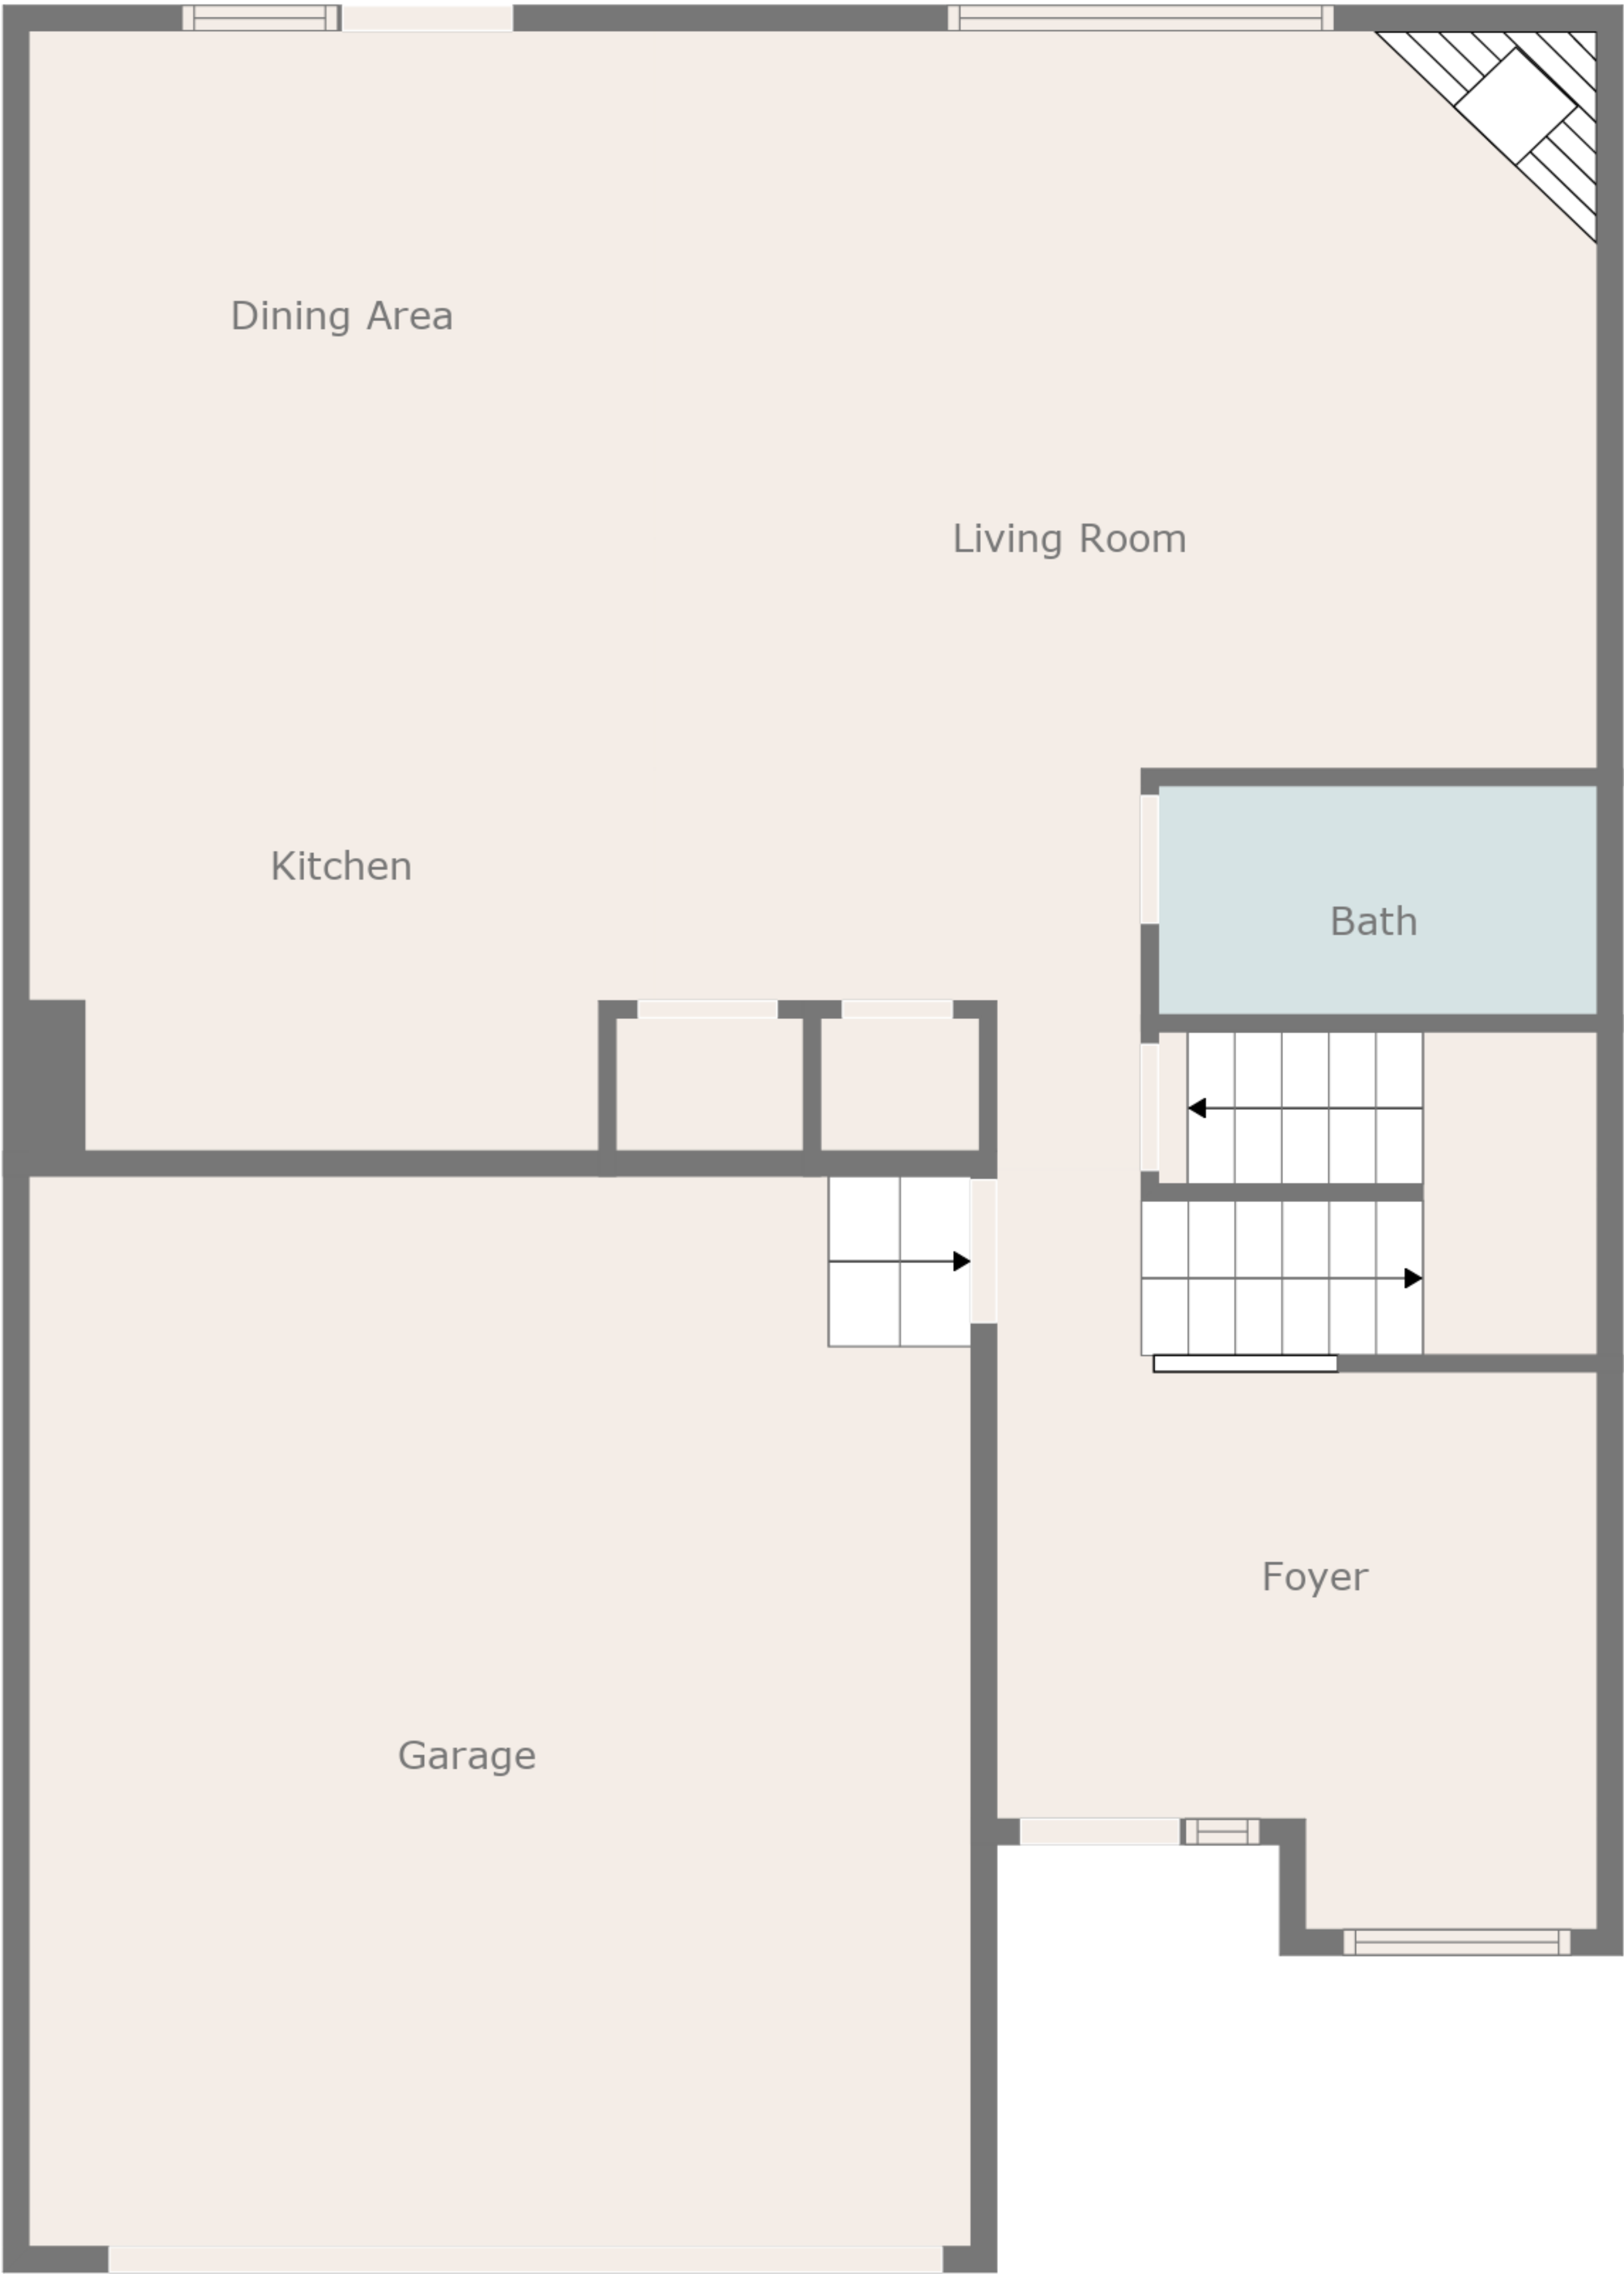 Dining Area
Living Room
Kitchen
Bath
Foyer
Garage